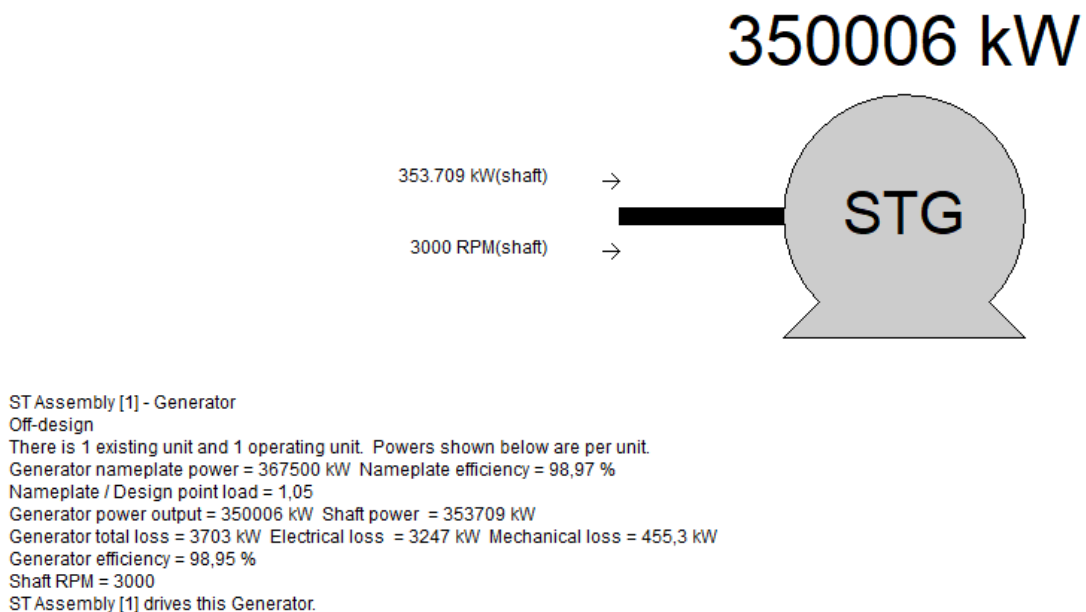 350006 kW
353.709 kW(shaft)
STG
3000 RPM(shaft)
ST Assembly [1] - Generator
Off-design
There is 1 existing unit and 1 operating unit. Powers shown below are per unit.
Generator nameplate power = 367500 kW Nameplate efficiency = 98,97 %
Nameplate / Design point load = 1,05
Generator power output = 350006 kW Shaft power = 353709 kW
Generator total loss = 3703 kW Electrical loss = 3247 kW Mechanical loss = 455,3 kW
Generator efficiency = 98,95 %
Shaft RPM = 3000
ST Assembly [1] drives this Generator.